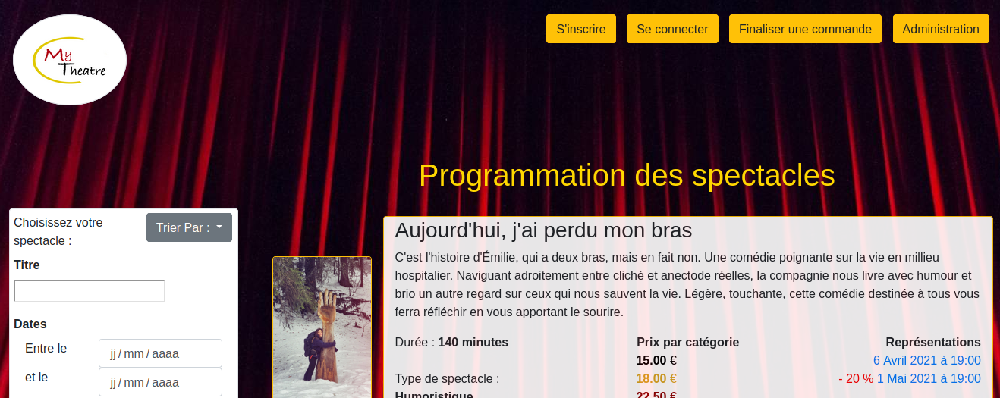 My
Theatre
S'inscrire
Se connecter
Finaliser une commande
Administration
Programmation des spectacles
Choisissez votre
spectacle :
Trier Par :
Titre
Dates
Entre le
jj/mm/aaaa
et le
jj/mm/aaaa
Aujourd'hui, j'ai perdu mon bras
C'est l'histoire d'Émilie, qui a deux bras, mais en fait non. Une comédie poignante sur la vie en millieu
hospitalier. Naviguant adroitement entre cliché et anectode réelles, la compagnie nous livre avec humour et
brio un autre regard sur ceux qui nous sauvent la vie. Légère, touchante, cette comédie destinée à tous vous
ferra réfléchir en vous apportant le sourire.
Durée : 140 minutes
Type de spectacle :
Humoristique
Prix par catégorie
15.00 €
18.00 €
22.50 €
Représentations
6 Avril 2021 à 19:00
- 20 % 1 Mai 2021 à 19:00